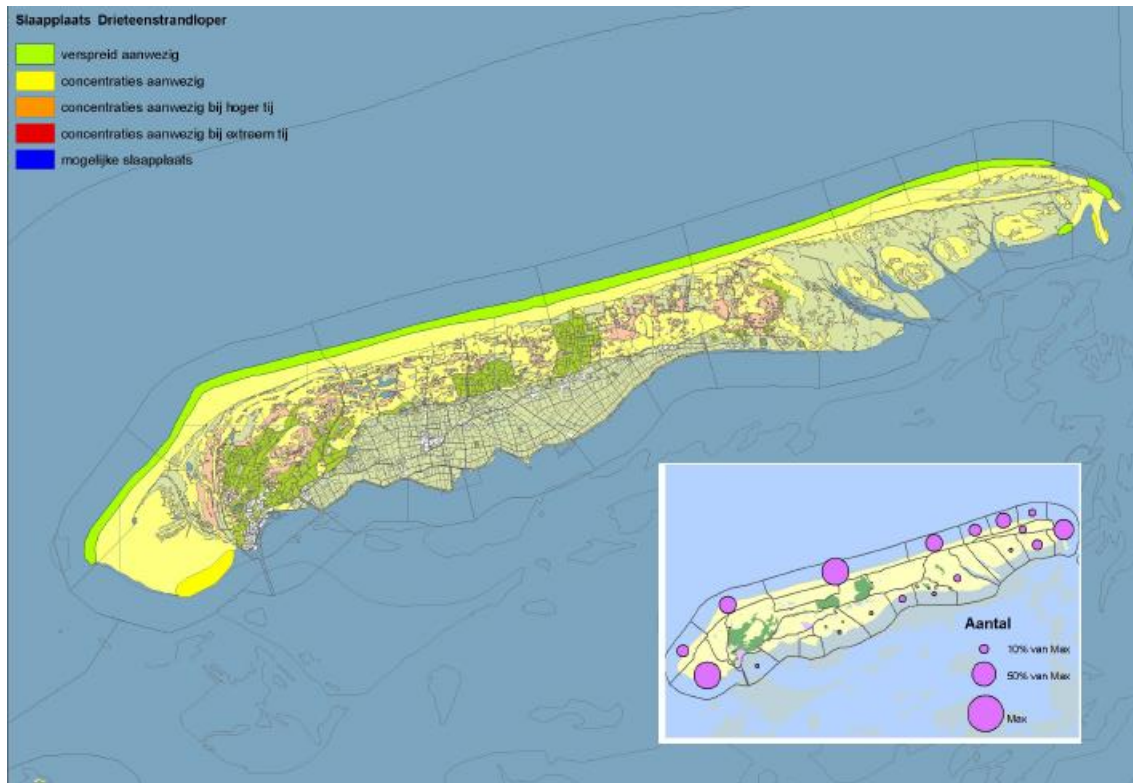 Slaapplaats Drieteenstrandloper
verspreid aanwezig
concentraties aanwezig
concentraties aanwezig bij hoger tij
concentraties aanwezig bij extreem tij
mogelijke slaapplaats
Aantal
10% van Max
50% van Max
Max